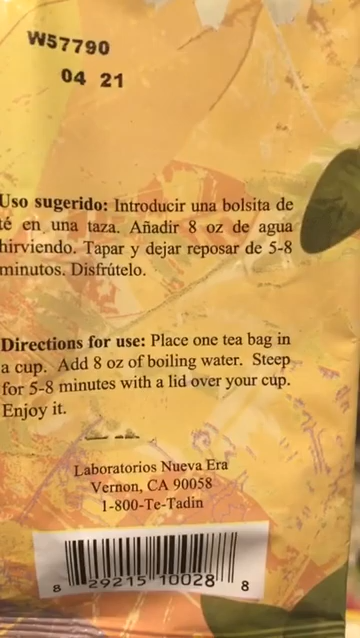 W57790
04 21
Uso sugerido: Introducir una bolsita de
té en una taza. Añadir 8 oz de agua
hirviendo. Tapar y dejar reposar de 5-8
minutos. Disfrútelo.
Directions for use: Place one tea bag in
a cup. Add 8 oz of boiling water. Steep
for 5-8 minutes with a lid over your cup.
Enjoy it.
Laboratorios Nueva Era
Vernon, CA 90058
1-800-Te-Tadin
8 29215 10028 8